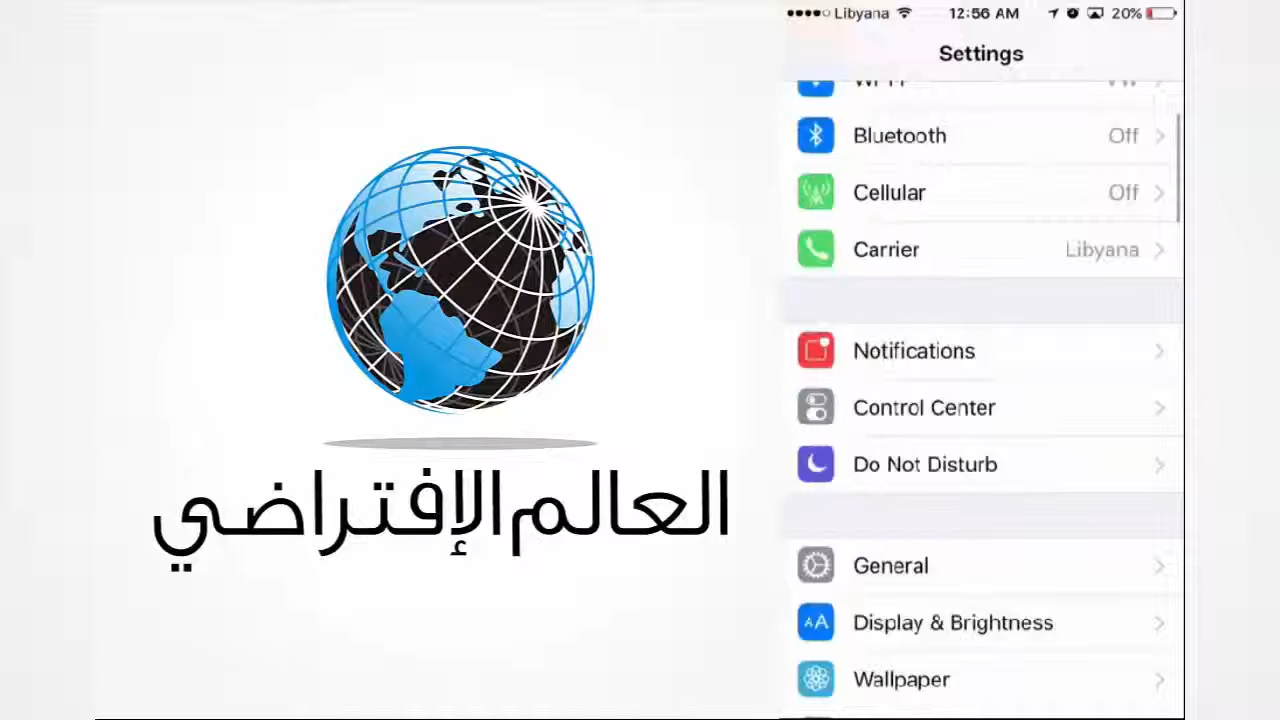 العالم الإفتراضي
Libyana 12:56 AM 20%
Settings
Bluetooth Off
Cellular Off
Carrier Libyana
Notifications
Control Center
Do Not Disturb
General
Display & Brightness
Wallpaper